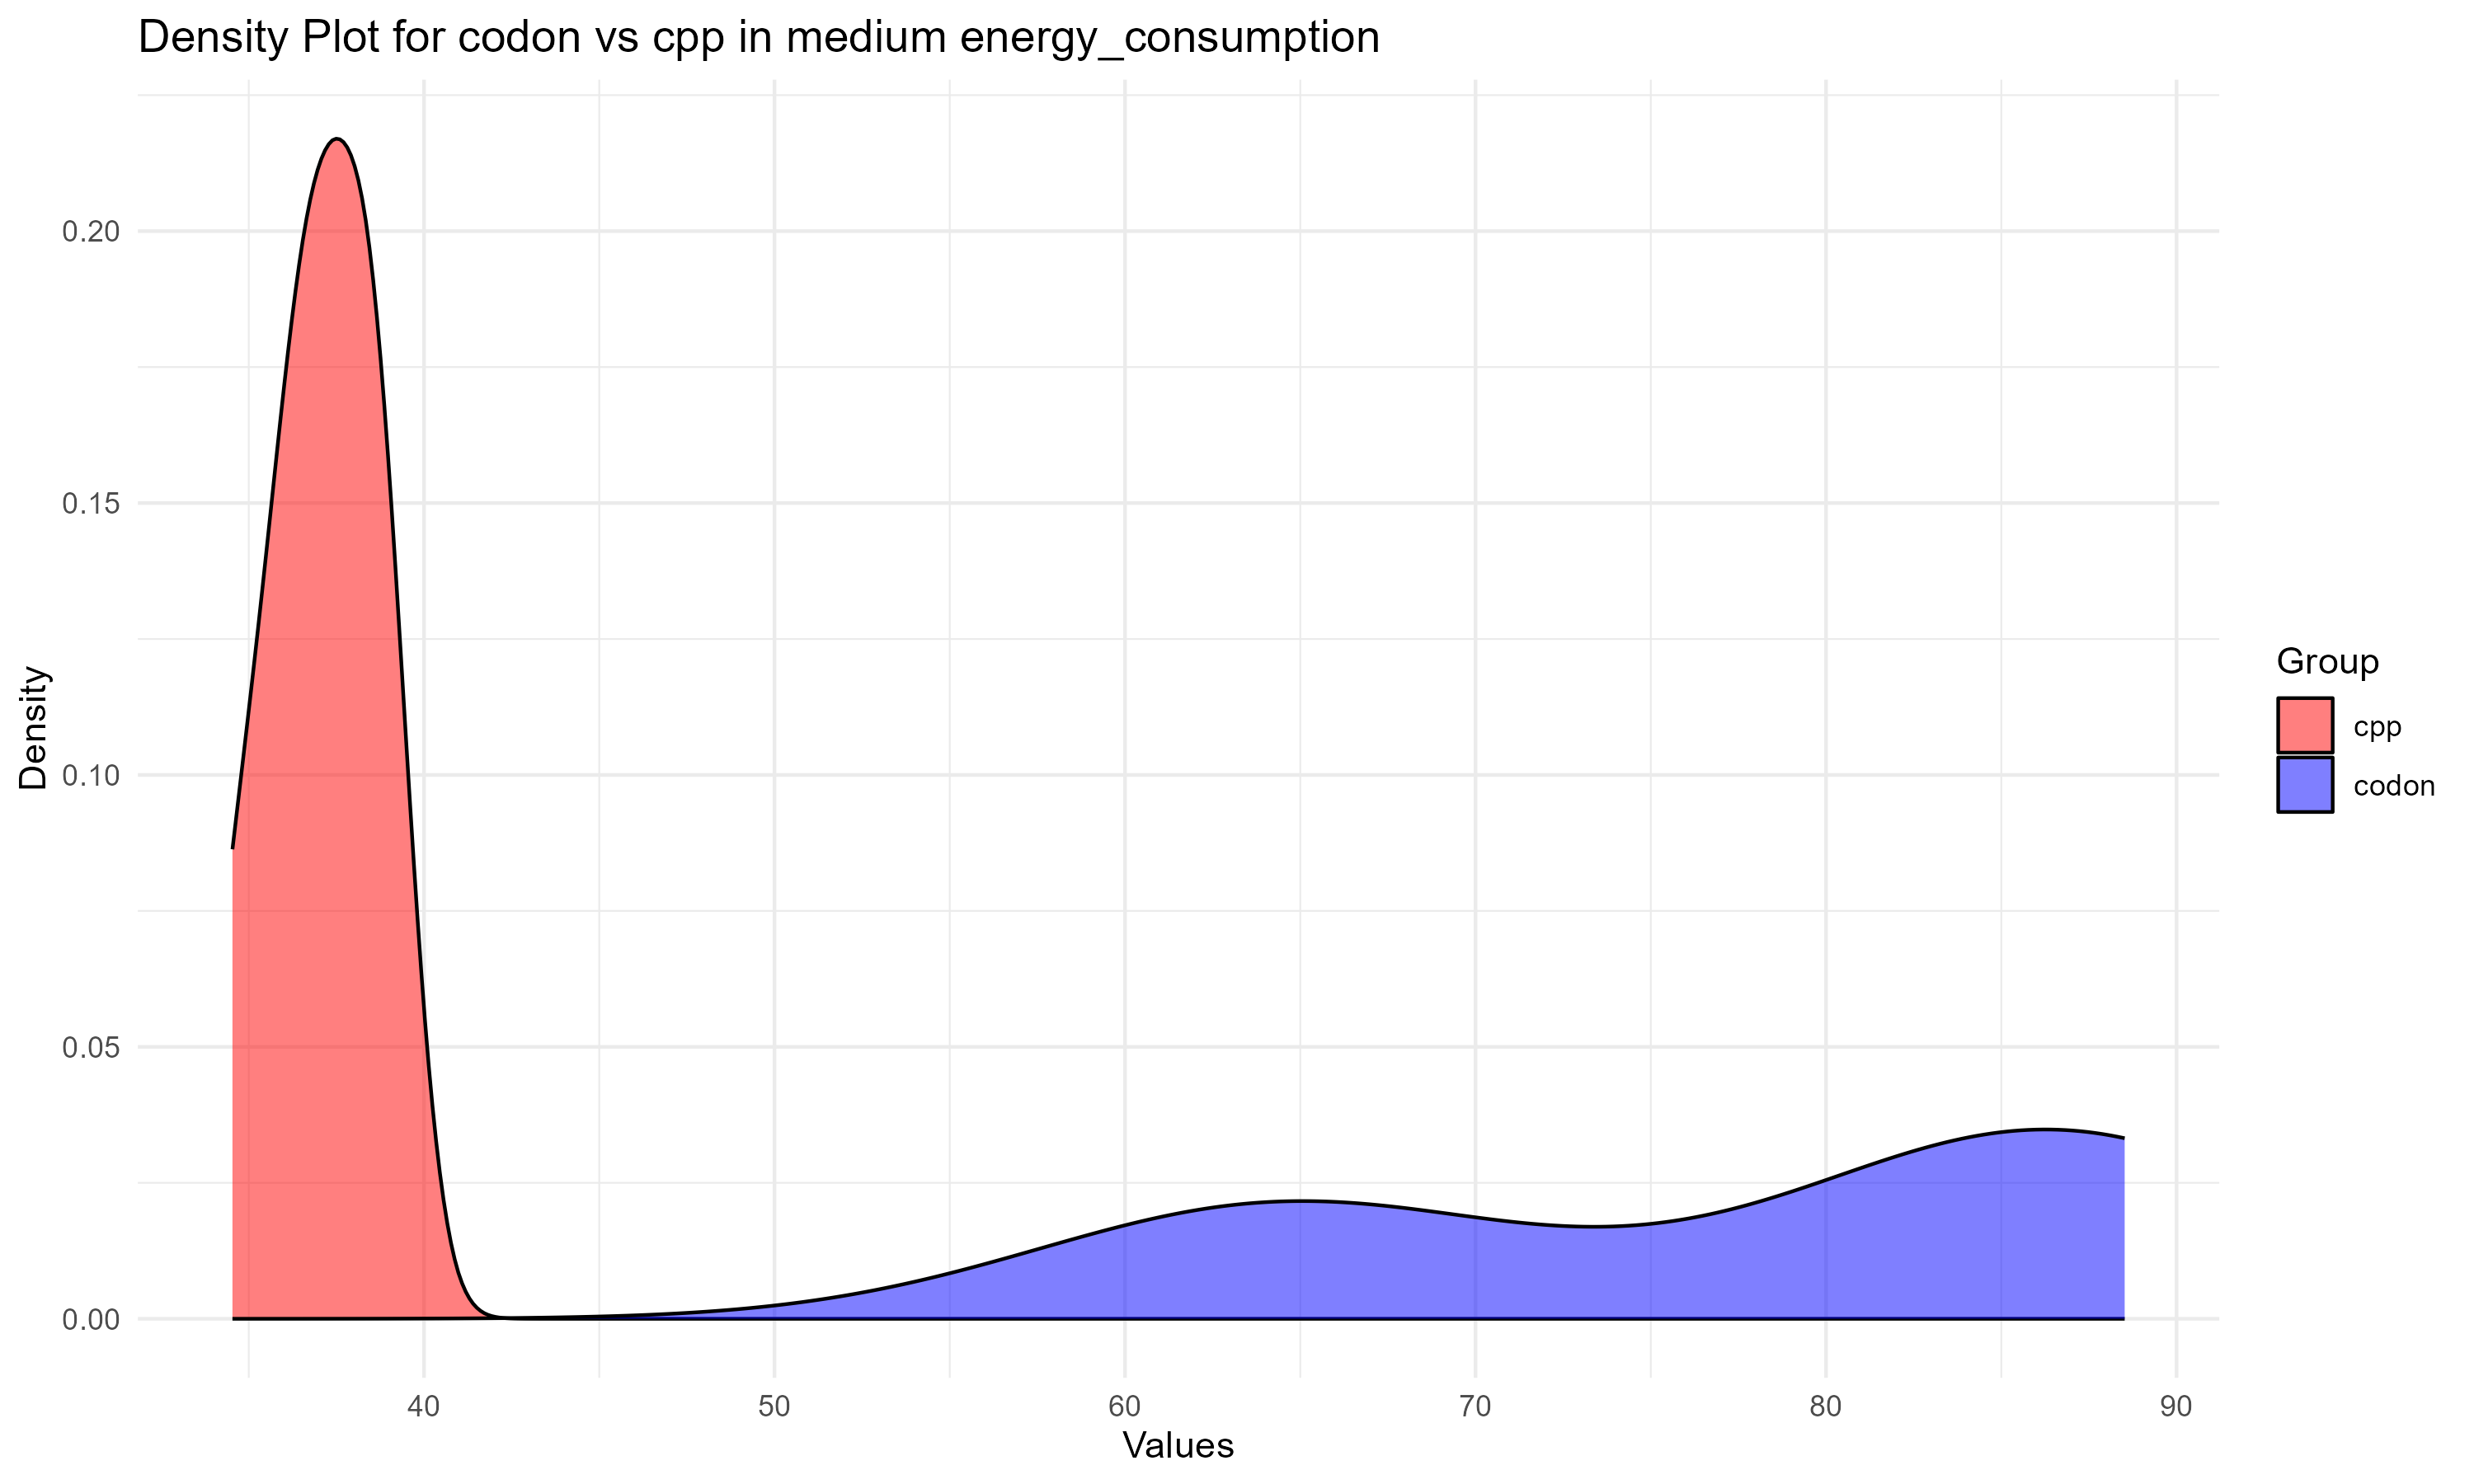 Density Plot for codon vs cpp in medium energy_consumption
Density
0.20
0.15
0.10
0.05
0.00
40 50 60 70 80 90
Values
Group
cpp
codon